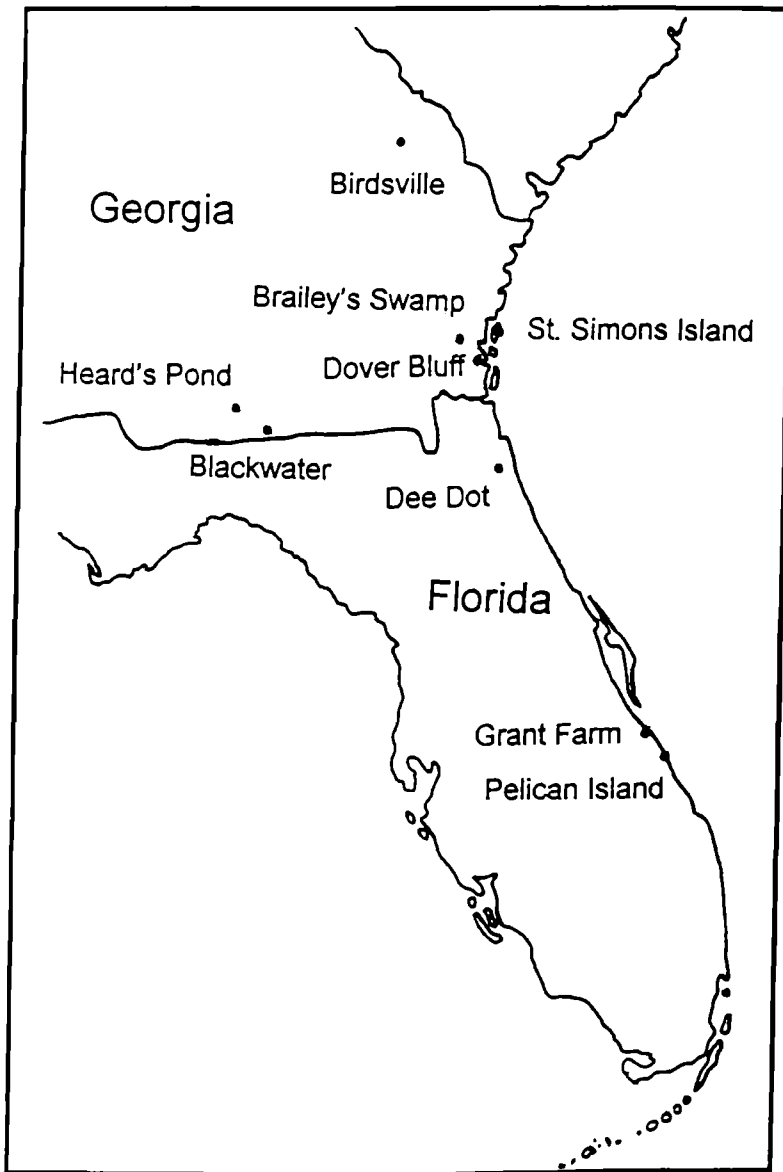 Birdsville
Georgia
Brailey's Swamp
St. Simons Island
Dover Bluff
Heard's Pond
Blackwater
Dee Dot
Florida
Grant Farm
Pelican Island